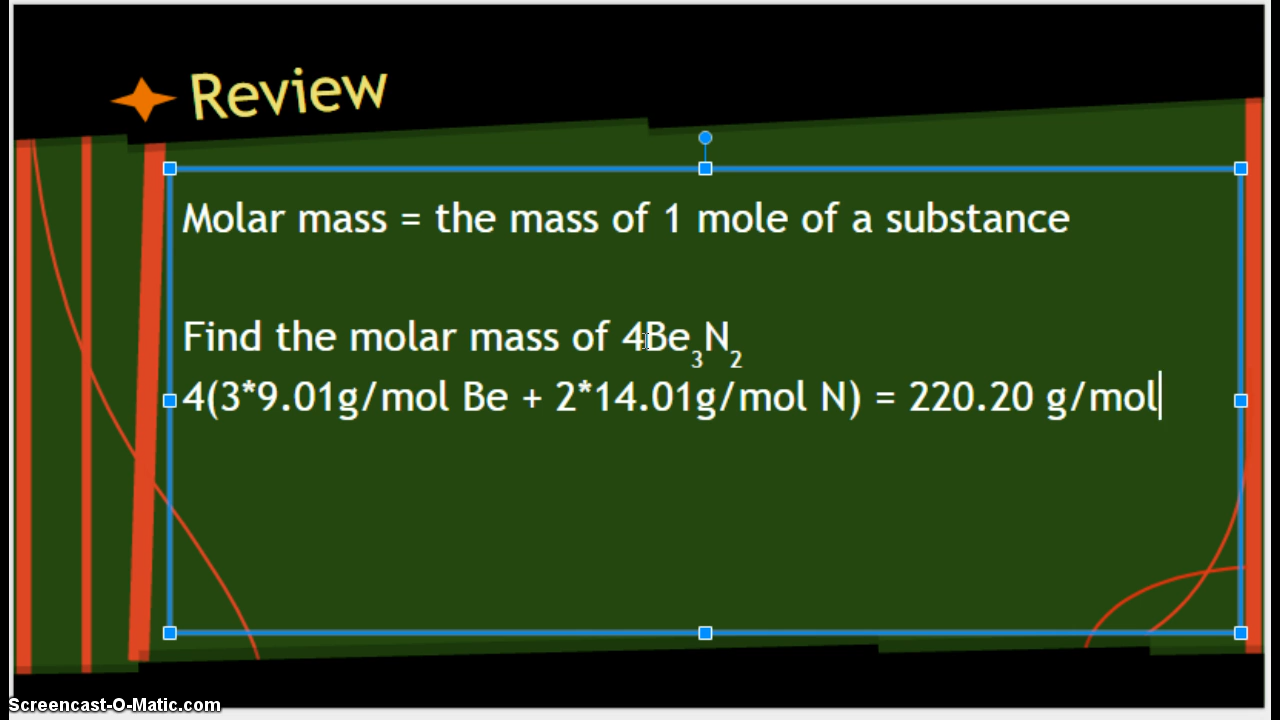 Review
Molar mass = the mass of 1 mole of a substance
Find the molar mass of 4Be₃N₂
4(3*9.01g/mol Be + 2*14.01g/mol N) = 220.20 g/mol
Screencast-O-Matic.com